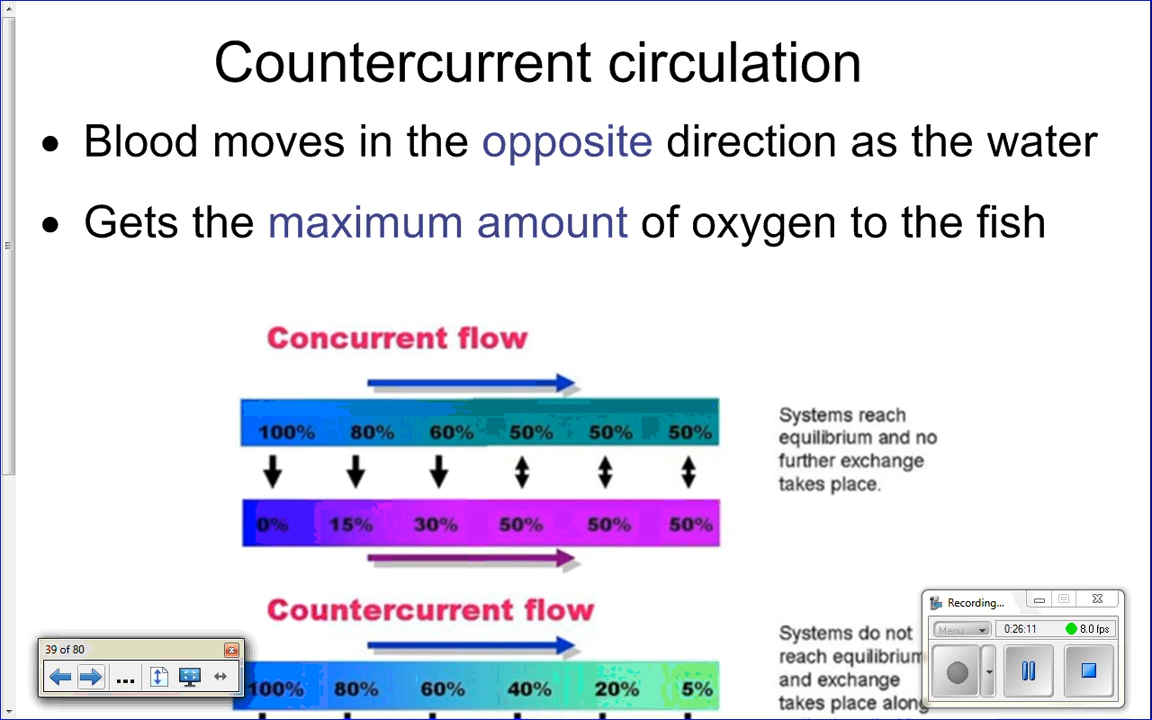 Countercurrent circulation
• Blood moves in the opposite direction as the water
• Gets the maximum amount of oxygen to the fish
Concurrent flow
100% 80% 60% 50% 50% 50%
Systems reach
equilibrium and no
further exchange
takes place.
0% 15% 30% 50% 50% 50%
Countercurrent flow
100% 80% 60% 40% 20% 5%
Systems do not
reach equilibrium
and exchange
takes place along
39 of 80
...
Recording...
Menu 0:26:11 8.0 fps